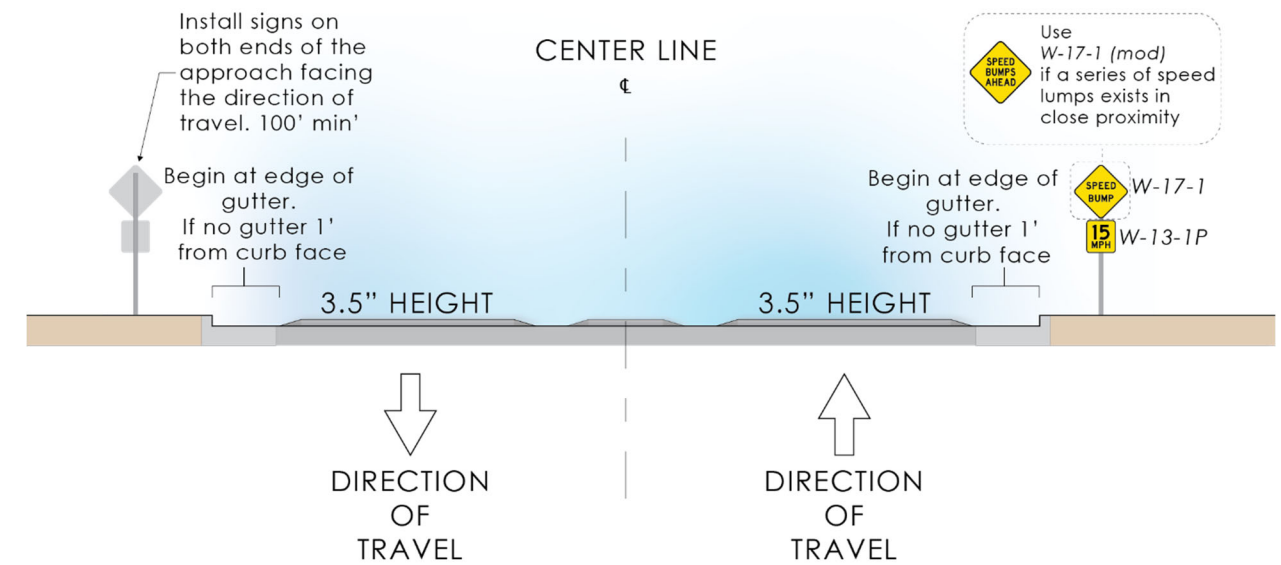 Install signs on
both ends of the
approach facing
the direction of
travel. 100' min'
CENTER LINE
℄
SPEED
BUMPS
AHEAD
Use
W-17-1 (mod)
if a series of speed
lumps exists in
close proximity
Begin at edge of
gutter.
If no gutter 1'
from curb face
Begin at edge of
gutter.
If no gutter 1'
from curb face
SPEED
BUMP
W-17-1
15
MPH
W-13-1P
3.5” HEIGHT
3.5” HEIGHT
DIRECTION
OF
TRAVEL
DIRECTION
OF
TRAVEL